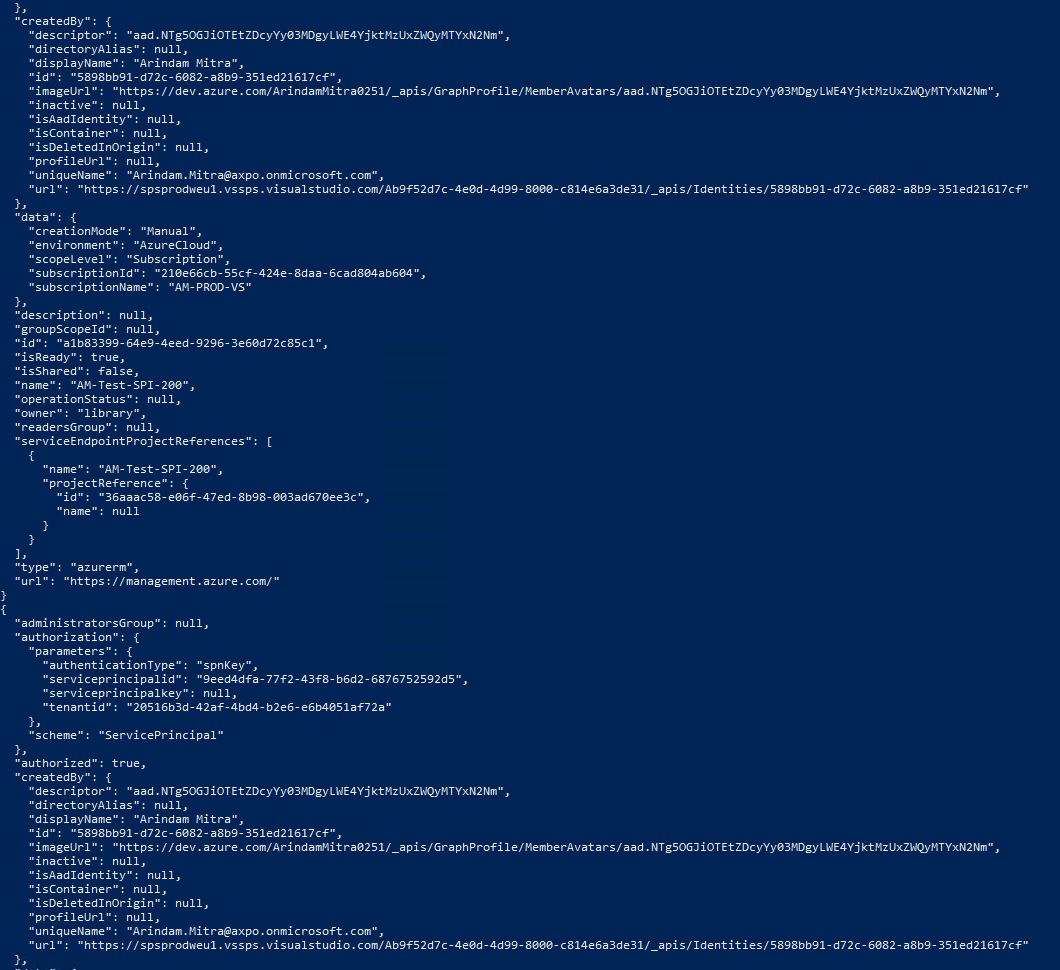 },
"createdBy": {
"descriptor": "aad.NTg5OGJiOTEtZDcyYy03MDgyLWE4YjktMzUxZWQyMTYxN2Nm",
"directoryAlias": null,
"displayName": "Arindam Mitra",
"id": "5898bb91-d72c-6082-a8b9-351ed21617cf",
"imageUrl": "https://dev.azure.com/ArindamMitra0251/_apis/GraphProfile/MemberAvatars/aad.NTg5OGJiOTEtZDcyYy03MDgyLWE4YjktMzUxZWQyMTYxN2Nm",
"inactive": null,
"isAadIdentity": null,
"isContainer": null,
"isDeletedInOrigin": null,
"profileUrl": null,
"uniqueName": "Arindam.Mitra@axpo.onmicrosoft.com",
"url": "https://spsprodweu1.vssps.visualstudio.com/Ab9f52d7c-4e0d-4d99-8000-c814e6a3de31/_apis/Identities/5898bb91-d72c-6082-a8b9-351ed21617cf"
},
"data": {
"creationMode": "Manual",
"environment": "AzureCloud",
"scopeLevel": "Subscription",
"subscriptionId": "210e66cb-55cf-424e-8daa-6cad804ab604",
"subscriptionName": "AM-PROD-VS"
},
"description": null,
"groupScopeId": null,
"id": "a1b83399-64e9-4eed-9296-3e60d72c85c1",
"isReady": true,
"isShared": false,
"name": "AM-Test-SPI-200",
"operationStatus": null,
"owner": "library",
"readersGroup": null,
"serviceEndpointProjectReferences": [
{
"name": "AM-Test-SPI-200",
"projectReference": {
"id": "36aaac58-e06f-47ed-8b98-003ad670ee3c",
"name": null
}
}
],
"type": "azurerm",
"url": "https://management.azure.com/"
}
{
"administratorsGroup": null,
"authorization": {
"parameters": {
"authenticationType": "spnKey",
"serviceprincipalid": "9eed4dfa-77f2-43f8-b6d2-6876752592d5",
"serviceprincipalkey": null,
"tenantid": "20516b3d-42af-4bd4-b2e6-e6b4051af72a"
},
"scheme": "ServicePrincipal"
},
"authorized": true,
"createdBy": {
"descriptor": "aad.NTg5OGJiOTEtZDcyYy03MDgyLWE4YjktMzUxZWQyMTYxN2Nm",
"directoryAlias": null,
"displayName": "Arindam Mitra",
"id": "5898bb91-d72c-6082-a8b9-351ed21617cf",
"imageUrl": "https://dev.azure.com/ArindamMitra0251/_apis/GraphProfile/MemberAvatars/aad.NTg5OGJiOTEtZDcyYy03MDgyLWE4YjktMzUxZWQyMTYxN2Nm",
"inactive": null,
"isAadIdentity": null,
"isContainer": null,
"isDeletedInOrigin": null,
"profileUrl": null,
"uniqueName": "Arindam.Mitra@axpo.onmicrosoft.com",
"url": "https://spsprodweu1.vssps.visualstudio.com/Ab9f52d7c-4e0d-4d99-8000-c814e6a3de31/_apis/Identities/5898bb91-d72c-6082-a8b9-351ed21617cf"
},